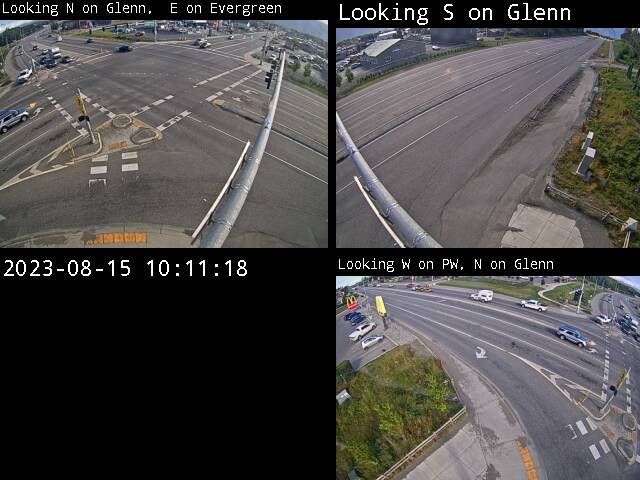 Looking N on Glenn,  E on Evergreen
Looking S on Glenn
2023-08-15 10:11:18
Looking W on PW, N on Glenn